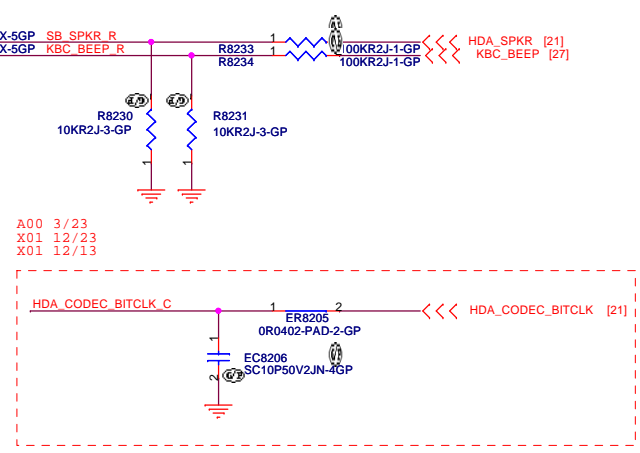 X-5GP SB_SPKR_R 1 HDA_SPKR [21]
X-5GP KBC_BEEP_R R8233 1 100KR2J-1-GP KBC_BEEP [27]
R8234 100KR2J-1-GP
R8230 R8231
10KR2J-3-GP 10KR2J-3-GP
1 1
A00 3/23
X01 12/23
X01 12/13
HDA_CODEC_BITCLK_C 1 2 HDA_CODEC_BITCLK [21]
ER8205
0R0402-PAD-2-GP
1
EC8206
2 SC10P50V2JN-4GP